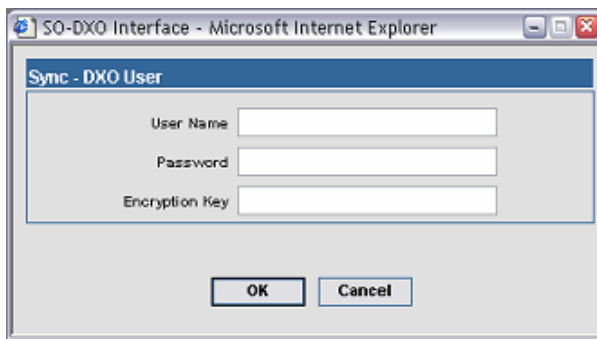 SO-DXO Interface - Microsoft Internet Explorer
Sync - DXO User
User Name
Password
Encryption Key
OK Cancel